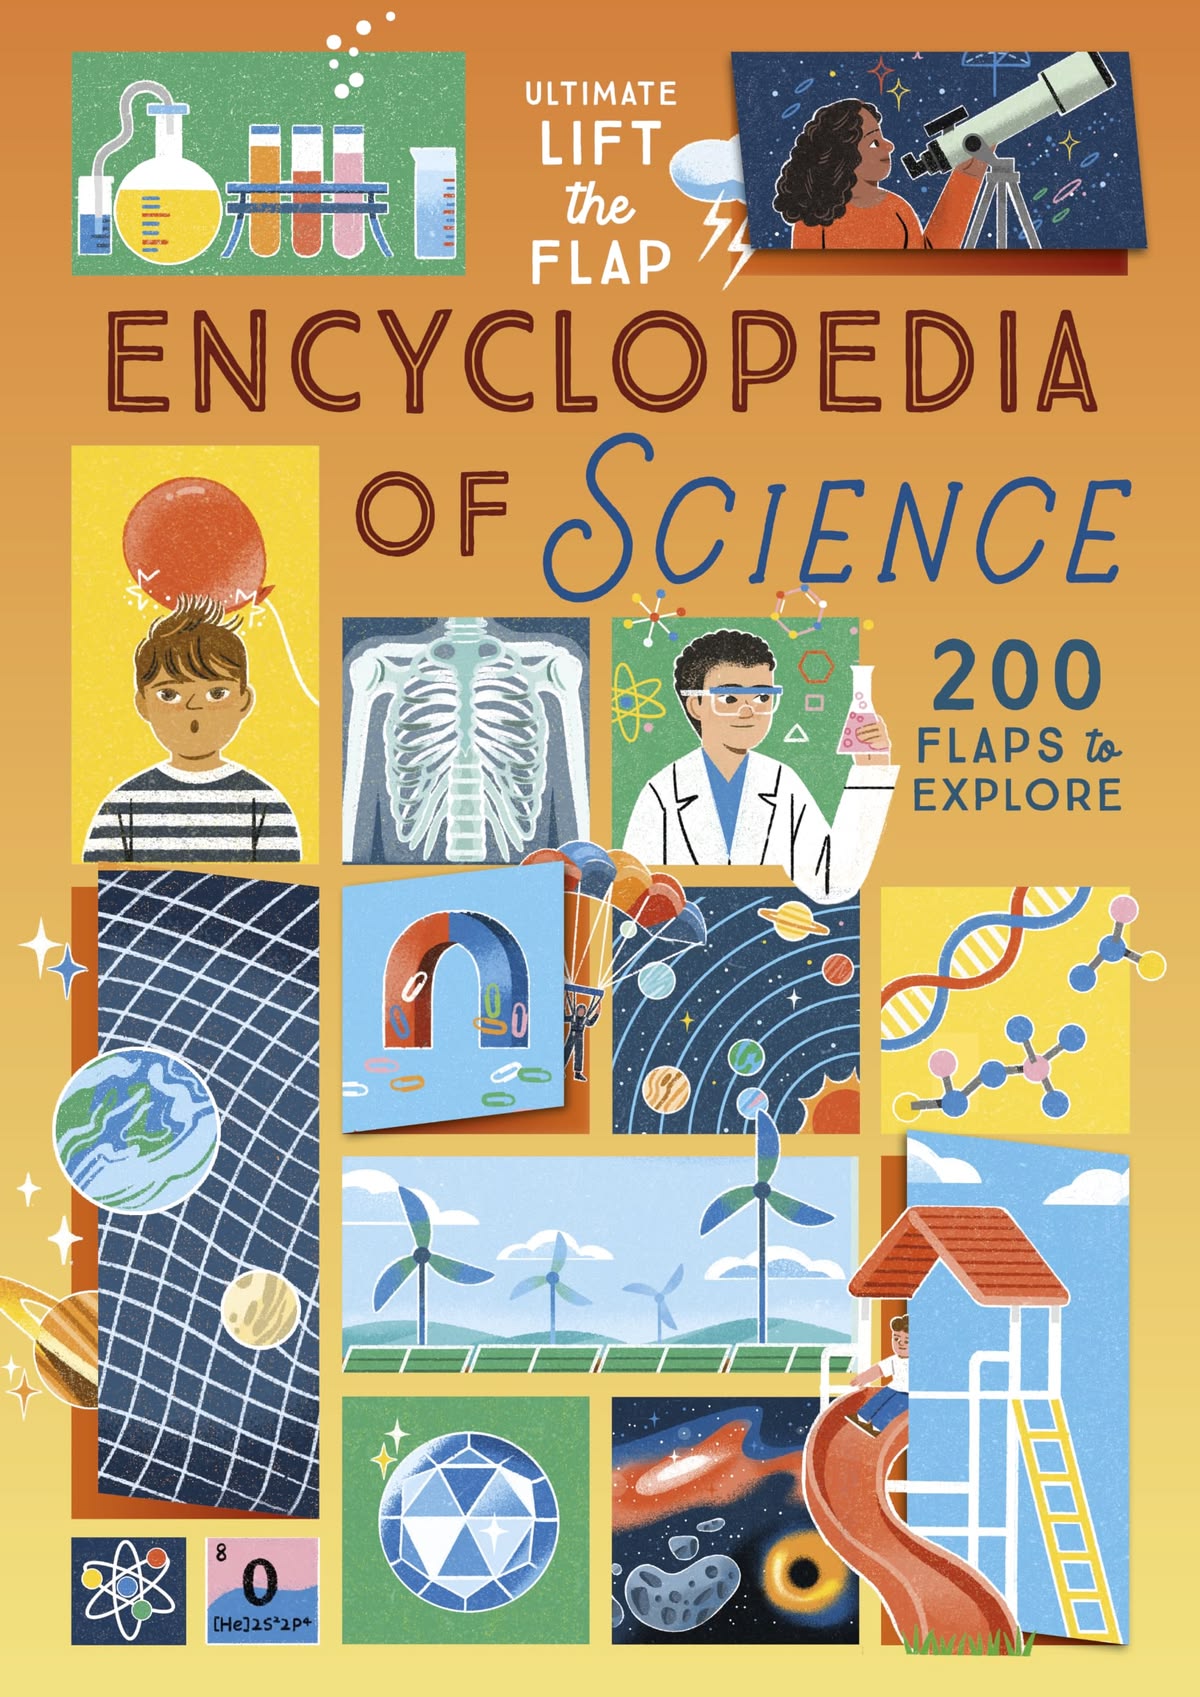 ULTIMATE
LIFT
the
FLAP
ENCYCLOPEDIA
OF SCIENCE
200
FLAPS to
EXPLORE
8
O
[He]2S²2P⁴